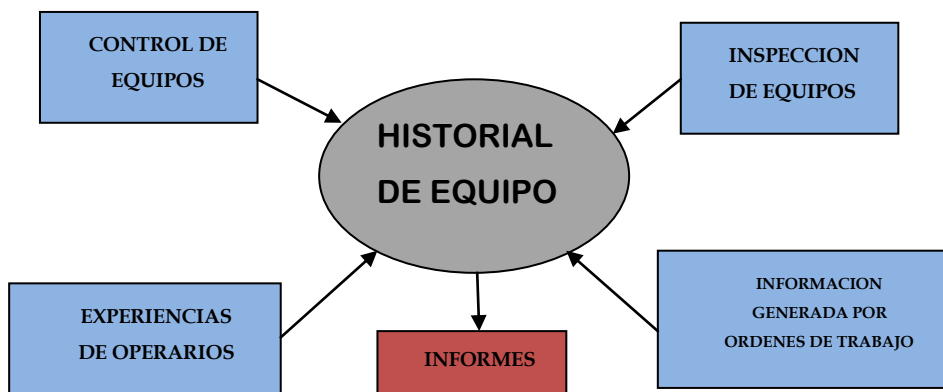 CONTROL DE
EQUIPOS
INSPECCION
DE EQUIPOS
HISTORIAL
DE EQUIPO
EXPERIENCIAS
DE OPERARIOS
INFORMES
INFORMACION
GENERADA POR
ORDENES DE TRABAJO